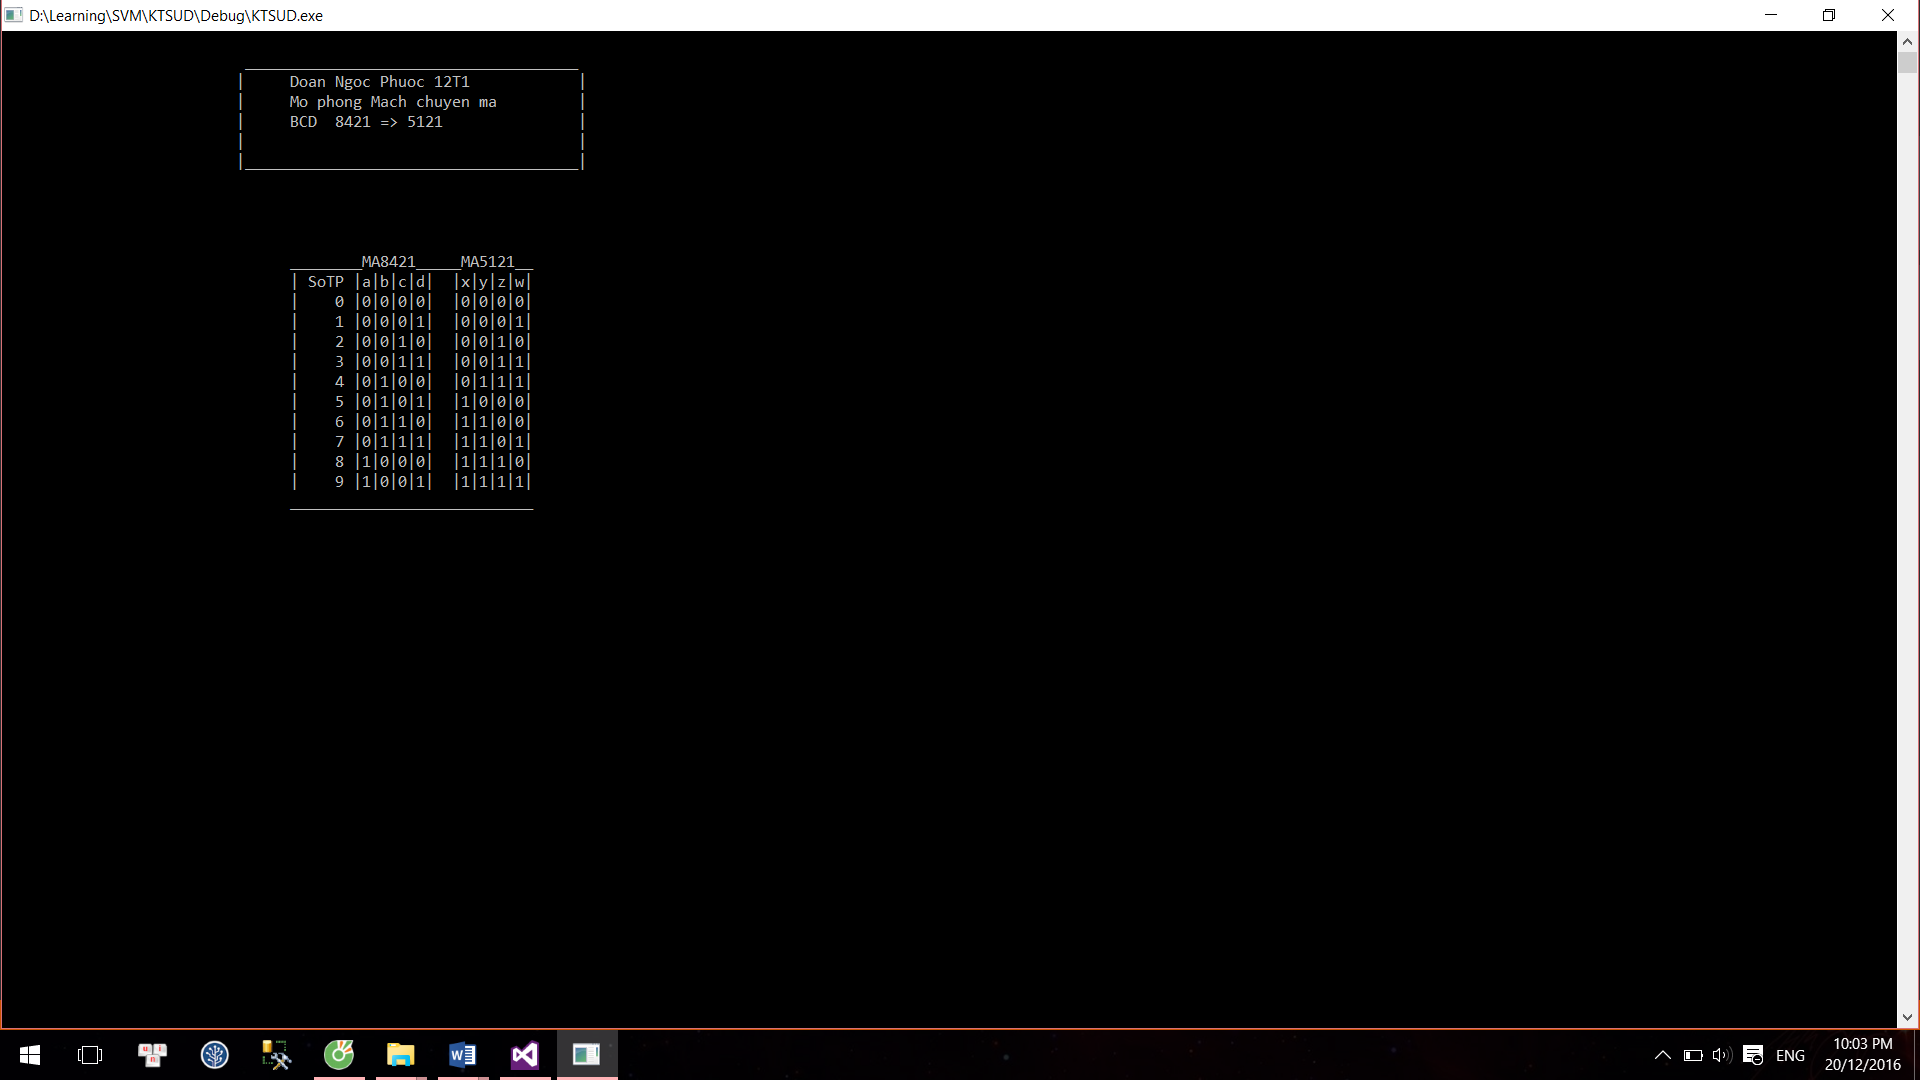 D:\Learning\SVM\KTSUD\Debug\KTSUD.exe
Doan Ngoc Phuoc 12T1
Mo phong Mach chuyen ma
BCD  8421 => 5121
________MA8421_____MA5121__
| SoTP |a|b|c|d|  |x|y|z|w|
|    0 |0|0|0|0|  |0|0|0|0|
|    1 |0|0|0|1|  |0|0|0|1|
|    2 |0|0|1|0|  |0|0|1|0|
|    3 |0|0|1|1|  |0|0|1|1|
|    4 |0|1|0|0|  |0|1|1|1|
|    5 |0|1|0|1|  |1|0|0|0|
|    6 |0|1|1|0|  |1|1|0|0|
|    7 |0|1|1|1|  |1|1|0|1|
|    8 |1|0|0|0|  |1|1|1|0|
|    9 |1|0|0|1|  |1|1|1|1|
ENG
10:03 PM
20/12/2016